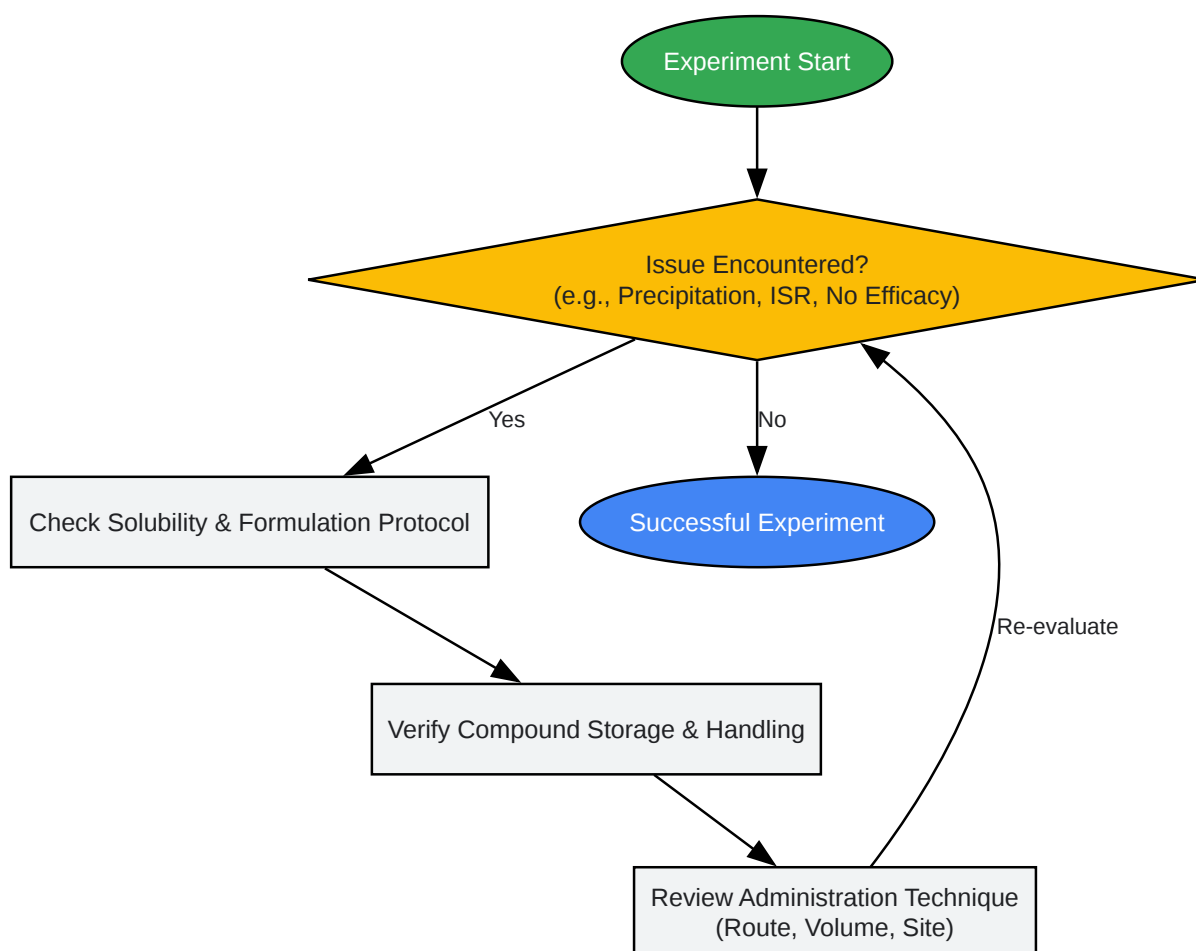 Experiment Start
Issue Encountered?
(e.g., Precipitation, ISR, No Efficacy)
Yes
No
Check Solubility & Formulation Protocol
Successful Experiment
Re-evaluate
Verify Compound Storage & Handling
Review Administration Technique
(Route, Volume, Site)